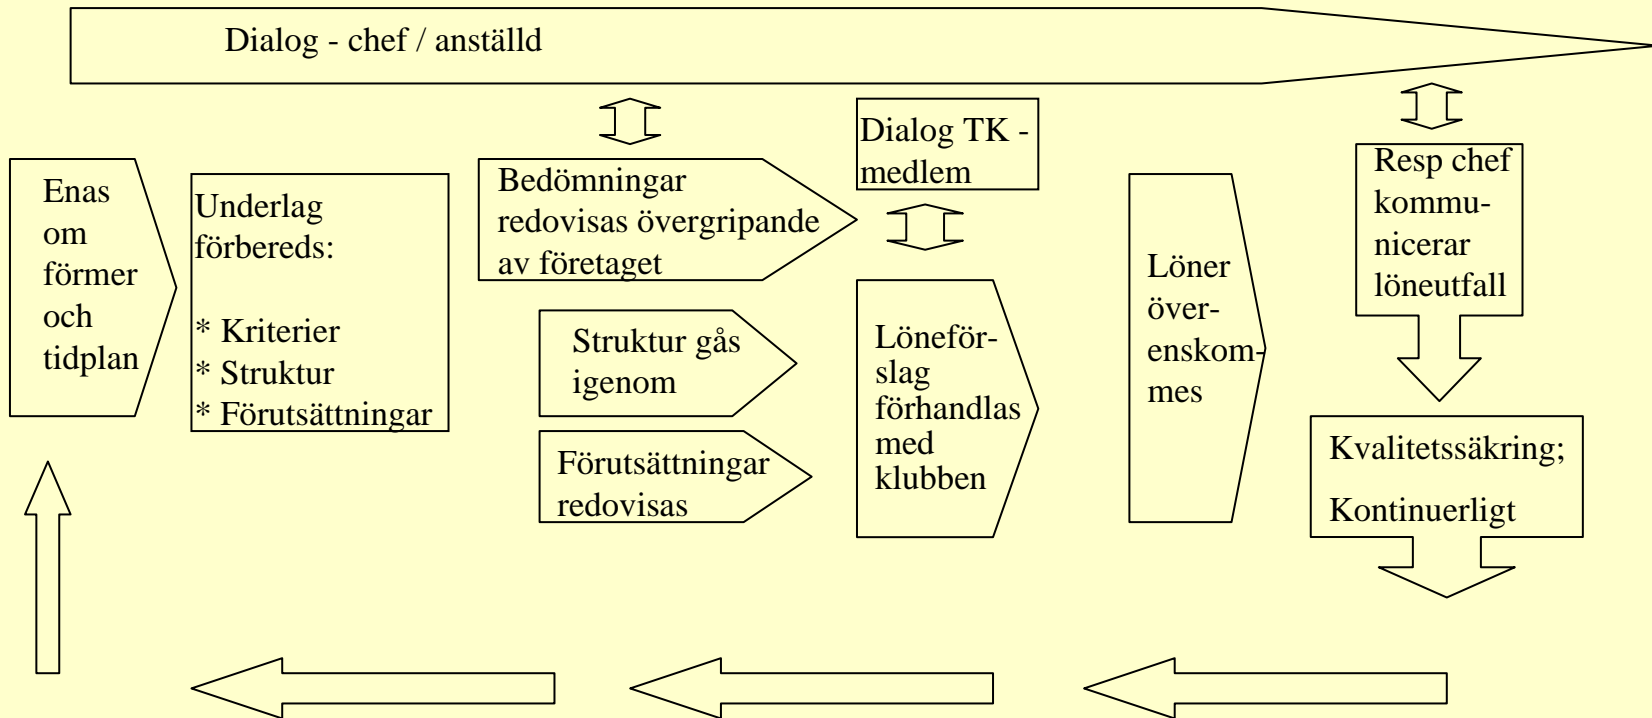 Dialog - chef / anställd
Enas
om
förmer
och
tidplan
Underlag
förbereds:
* Kriterier
* Struktur
* Förutsättningar
Bedömningar
redovisas övergripande
av företaget
Struktur gås
igenom
Förutsättningar
redovisas
Dialog TK -
medlem
Löneför-
slag
förhandlas
med
klubben
Löner
över-
enskom-
mes
Resp chef
kommu-
nicerar
löneutfall
Kvalitetssäkring;
Kontinuerligt